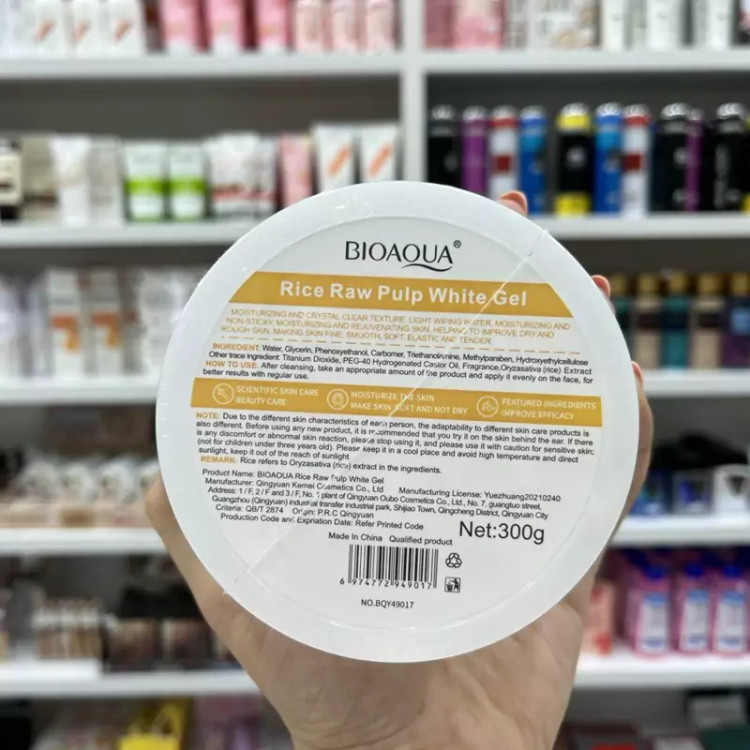 BIOAQUA®
Rice Raw Pulp White Gel
MOISTURIZING AND CRYSTAL CLEAR TEXTURE, LIGHT WIPING WATER, MOISTURIZING AND
NON-STICKY, MOISTURIZING AND REJUVENATING SKIN, HELPING TO IMPROVE DRY AND
ROUGH SKIN, MAKING SKIN FINE, SMOOTH, SOFT, ELASTIC AND TENDER
INGREDIENT: Water, Glycerin, Phenoxyethanol, Carbomer, Triethanolamine, Methylparaben, Hydroxyethylcellulose
Other trace ingredient: Titanium Dioxide, PEG-40 Hydrogenated Castor Oil, Fragrance,Oryzasativa (rice) Extract
HOW TO USE: After cleansing, take an appropriate amount of the product and apply it evenly on the face, for
better results with regular use.
SCIENTIFIC SKIN CARE
BEAUTY CARE
MOISTURIZE THE SKIN
MAKE SKIN SOFT AND NOT DRY
FEATURED INGREDIENTS
IMPROVE EFFICACY
NOTE: Due to the different skin characteristics of each person, the adaptability to different skin care products is
also different. Before using any new product, it is recommended that you try it on the skin behind the ear. If there
is any discomfort or abnormal skin reaction, please stop using it, and please use it with caution for sensitive skin;
(not for children under three years old). Please keep it in a cool place and avoid high temperature and direct
sunlight, keep it out of the reach of sunlight.
REMARK: Rice refers to Oryzasativa (rice) extract in the ingredients.
Product Name: BIOAQUA Rice Raw Pulp White Gel
Manufacturer: Qingyuan Kemei Cosmetics Co., Ltd Manufacturing License: Yuezhuang20210240
Address: 1 / F, 2 / F and 3 / F, No. 1 plant of Qingyuan Oubo Cosmetics Co., Ltd., No. 7, guangtuo street,
Guangzhou (Qingyuan) industrial transfer industrial park, Shijiao Town, Qingcheng District, Qingyuan City
Criteria: QB/T 2874 Origin: P.R.C Qingyuan
Production Code and Expiration Date: Refer Printed Code
Net:300g
Made In China Qualified product
6 974772 949017
NO.BQY49017